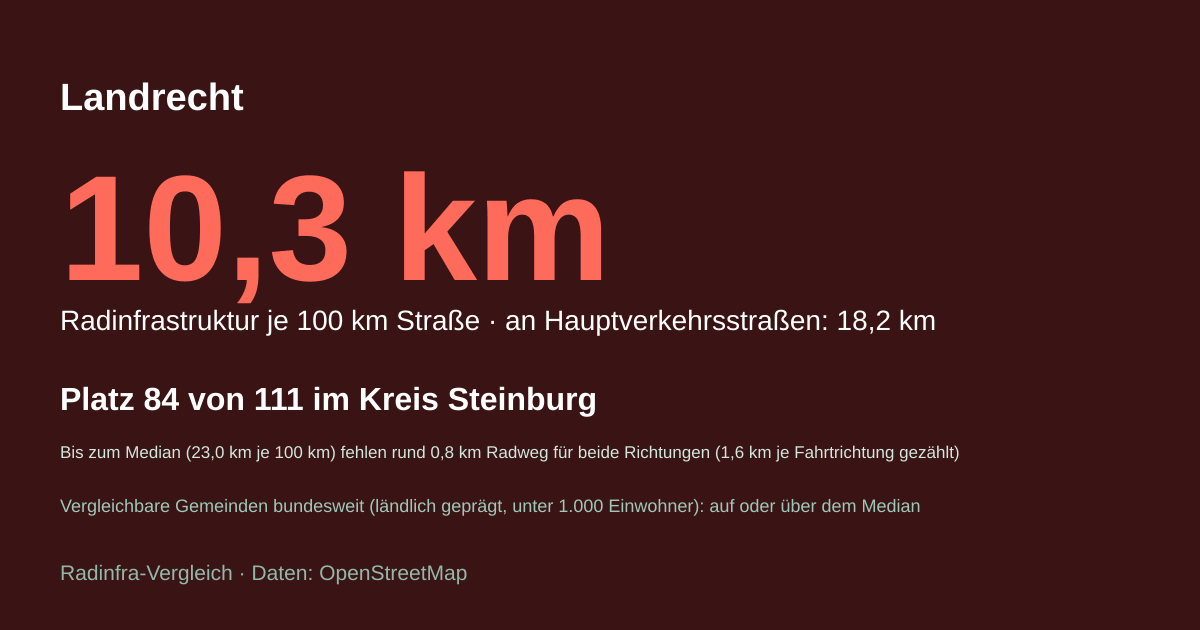 Landrecht
10,3 km
Radinfrastruktur je 100 km Straße · an Hauptverkehrsstraßen: 18,2 km
Platz 84 von 111 im Kreis Steinburg
Bis zum Median (23,0 km je 100 km) fehlen rund 0,8 km Radweg für beide Richtungen (1,6 km je Fahrtrichtung gezählt)
Vergleichbare Gemeinden bundesweit (ländlich geprägt, unter 1.000 Einwohner): auf oder über dem Median
Radinfra-Vergleich · Daten: OpenStreetMap